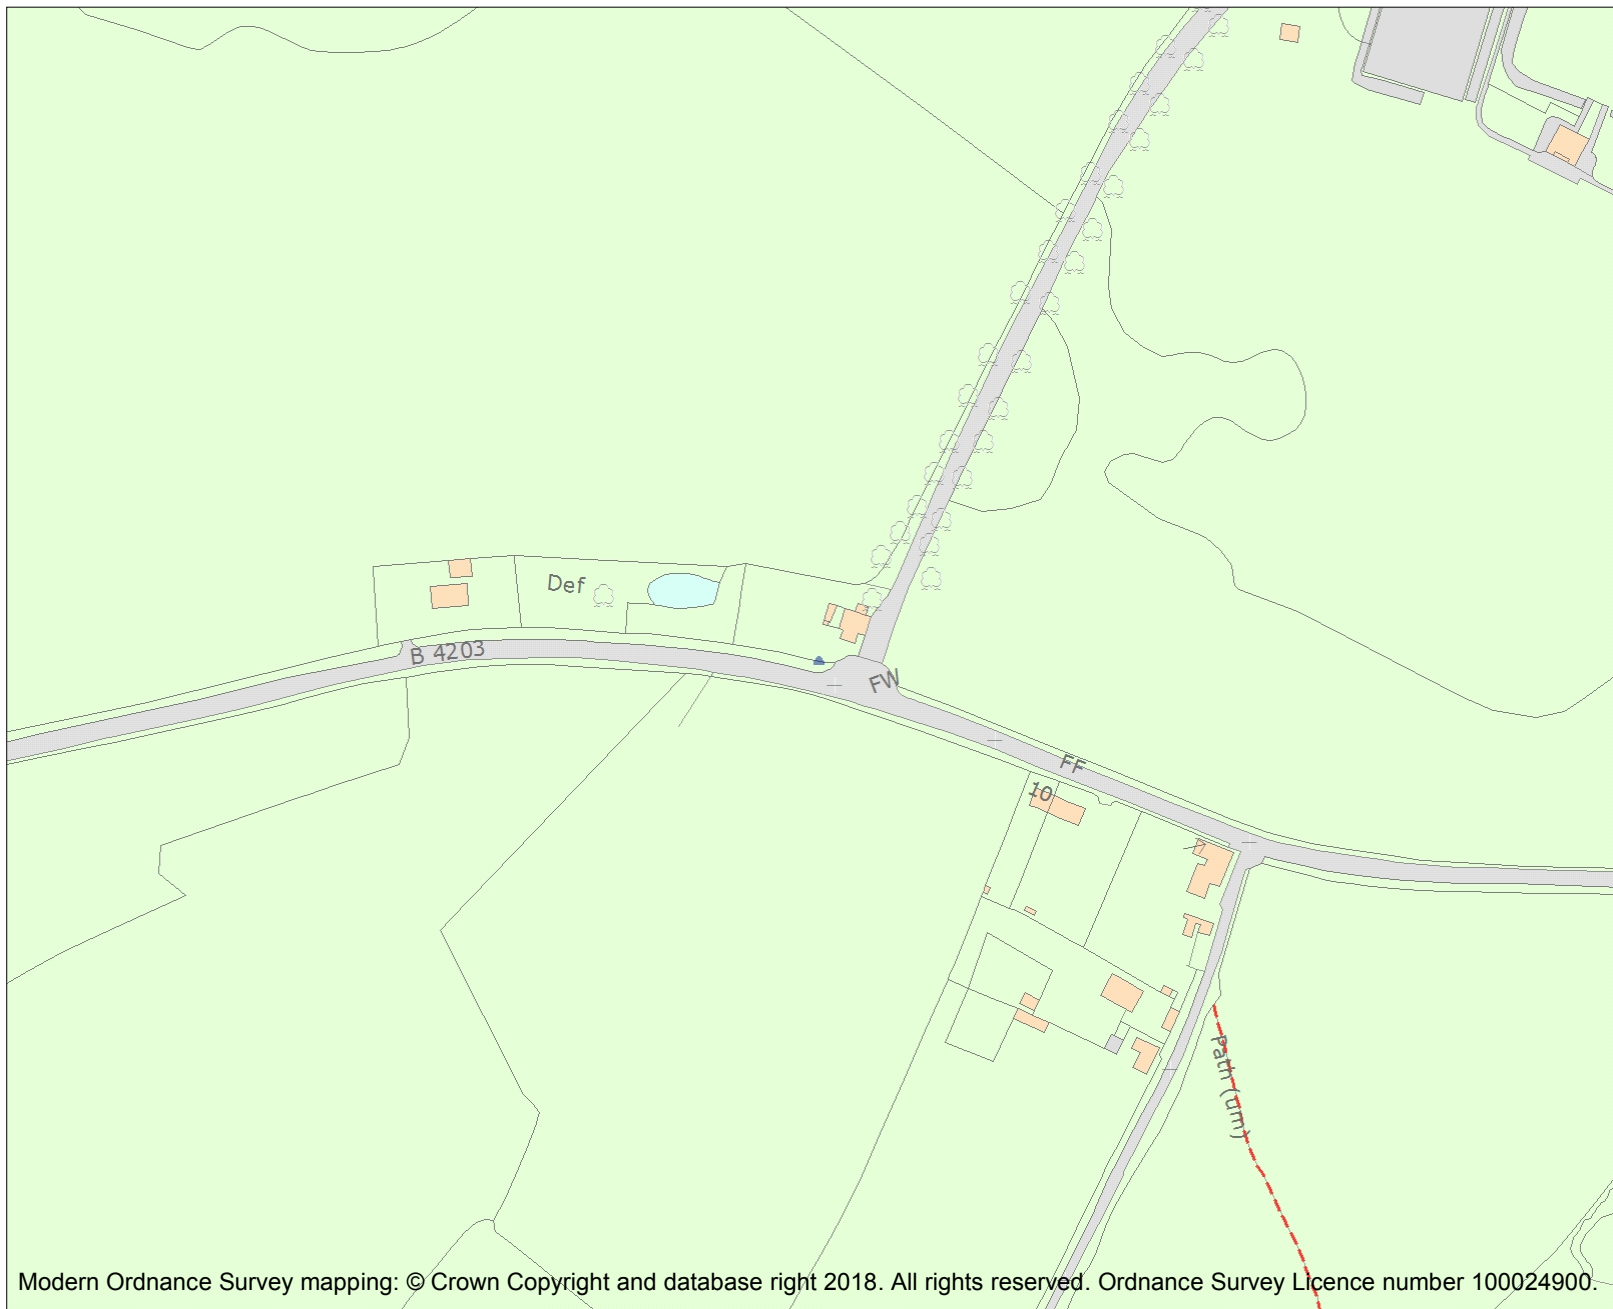 Def
B 4203
FW
FF
10
Path (um)
Modern Ordnance Survey mapping: © Crown Copyright and database right 2018. All rights reserved. Ordnance Survey Licence number 100024900.